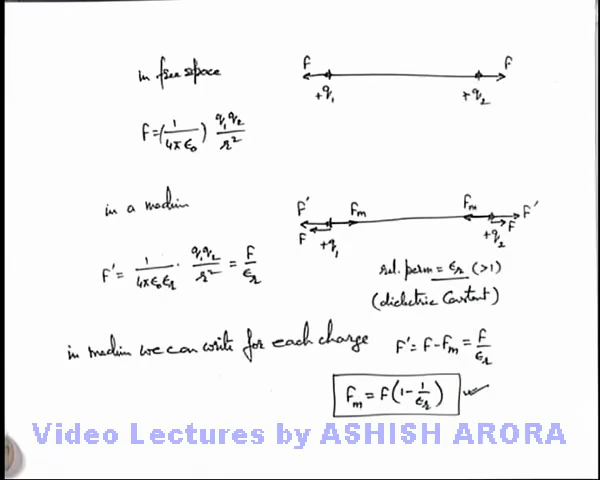 in free space
F F
+q₁ +q₂
F = (1/4πε₀) q₁q₂/r²
in a medium
F' Fm Fm F'
F +q₁ +q₂ F
F' = 1/4πε₀εr · q₁q₂/r² = F/εr
rel. perm = εr (>1)
(dielectric Constant)
in medium we can write for each charge F' = F - Fm = F/εr
Fm = F(1 - 1/εr) ✓
Video Lectures by ASHISH ARORA